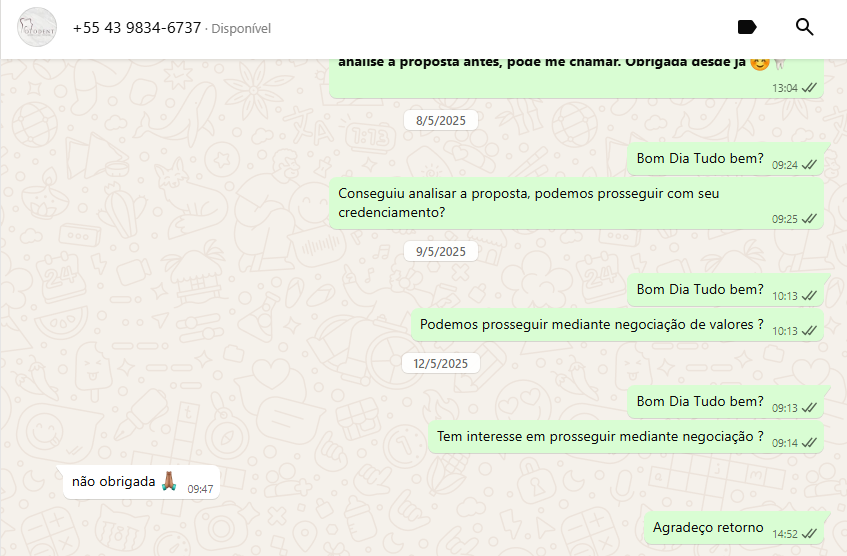 +55 43 9834-6737 · Disponível
analise a proposta antes, pode me chamar. Obrigada desde já 😊🦷
13:04
8/5/2025
Bom Dia Tudo bem? 09:24
Conseguiu analisar a proposta, podemos prosseguir com seu
credenciamento?
09:25
9/5/2025
Bom Dia Tudo bem? 10:13
Podemos prosseguir mediante negociação de valores ? 10:13
12/5/2025
Bom Dia Tudo bem? 09:13
Tem interesse em prosseguir mediante negociação ? 09:14
não obrigada 🙏🏽 09:47
Agradeço retorno 14:52